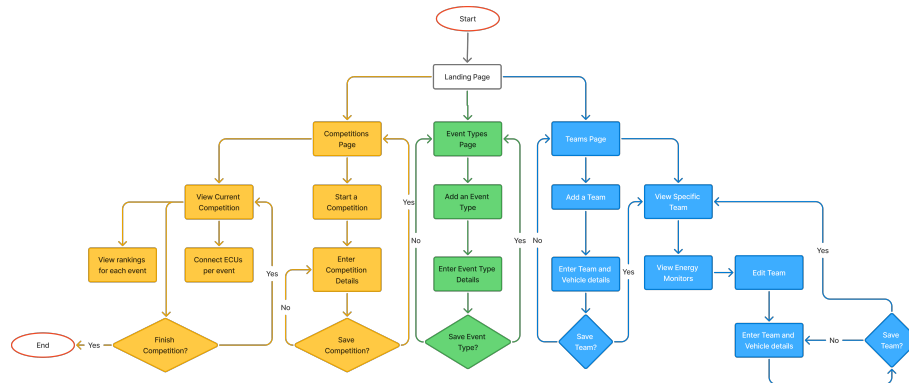 Start
Landing Page
Competitions
Page
Event Types
Page
Teams Page
View Current
Competition
Start a
Competition
Yes
Add an Event
Type
Add a Team
View Specific
Team
No
Yes
No
View rankings
for each event
Connect ECUs
per event
Yes
Enter
Competition
Details
Enter Event Type
Details
Enter Team and
Vehicle details
Yes
View Energy
Monitors
Edit Team
Yes
No
End
Yes
Finish
Competition?
Save
Competition?
Save Event
Type?
Save
Team?
Enter Team and
Vehicle details
No
Save
Team?